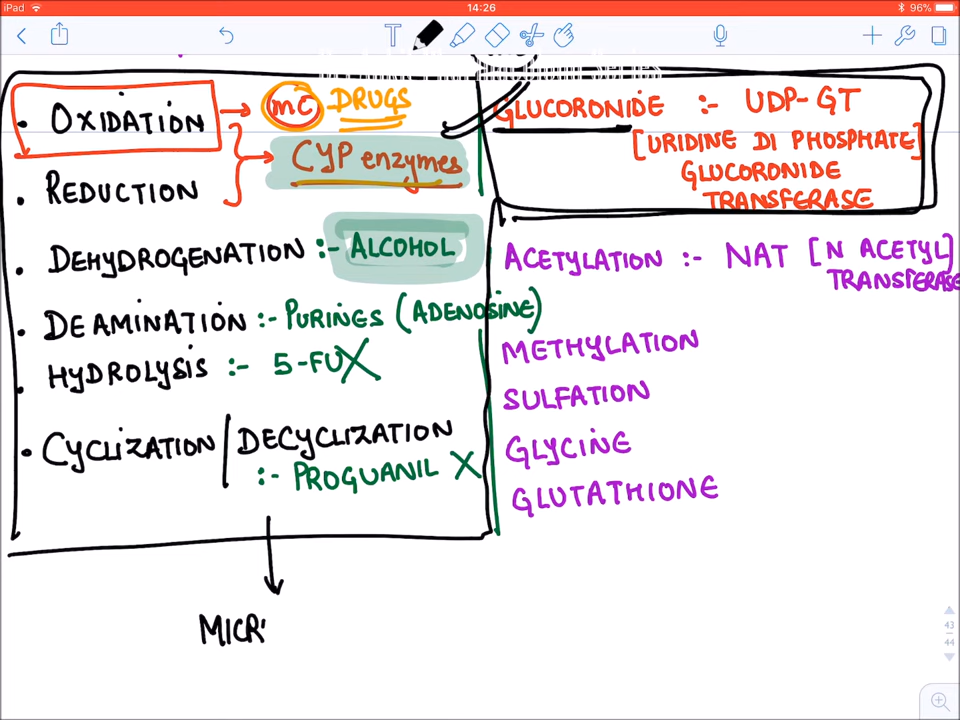 iPad
14:26
96%
T
• OXIDATION → mC DRUGS
CYP enzymes
• REDUCTION
• DEHYDROGENATION :- ALCOHOL
• DEAMINATION :- PURINES (ADENOSINE)
• HYDROLYSIS :- 5-FU X
• CYCLIZATION / DECYCLIZATION
:- PROGUANIL X
MICR
GLUCORONIDE :- UDP-GT
[URIDINE DI PHOSPHATE]
GLUCORONIDE
TRANSFERASE
ACETYLATION :- NAT [N ACETYL]
TRANSFERASE
METHYLATION
SULFATION
GLYCINE
GLUTATHIONE
43
44